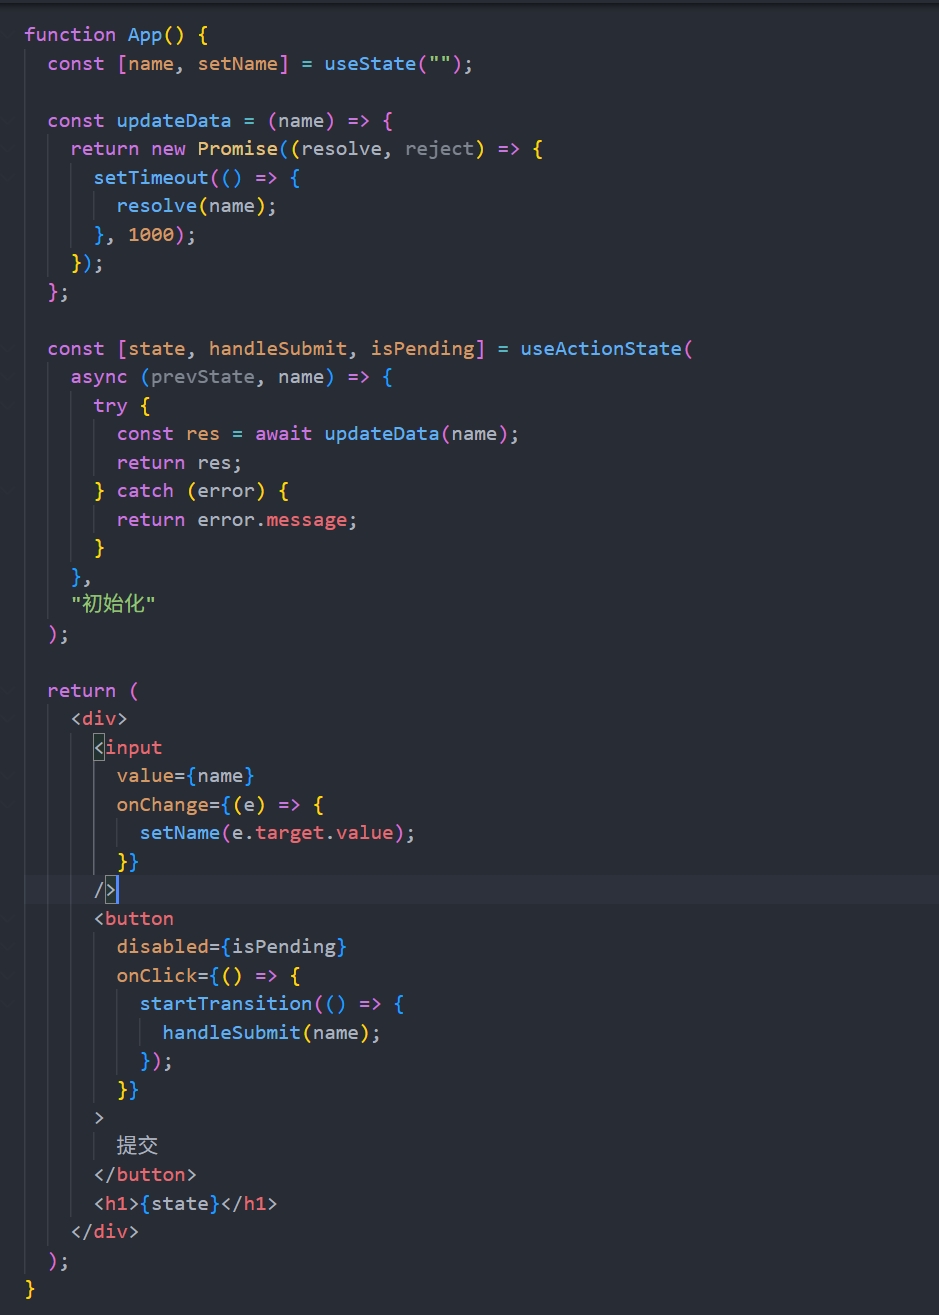 function App() {
  const [name, setName] = useState("");

  const updateData = (name) => {
    return new Promise((resolve, reject) => {
      setTimeout(() => {
        resolve(name);
      }, 1000);
    });
  };

  const [state, handleSubmit, isPending] = useActionState(
    async (prevState, name) => {
      try {
        const res = await updateData(name);
        return res;
      } catch (error) {
        return error.message;
      }
    },
    "初始化"
  );

  return (
    <div>
      <input
        value={name}
        onChange={(e) => {
          setName(e.target.value);
        }}
      />
      <button
        disabled={isPending}
        onClick={() => {
          startTransition(() => {
            handleSubmit(name);
          });
        }}
      >
        提交
      </button>
      <h1>{state}</h1>
    </div>
  );
}